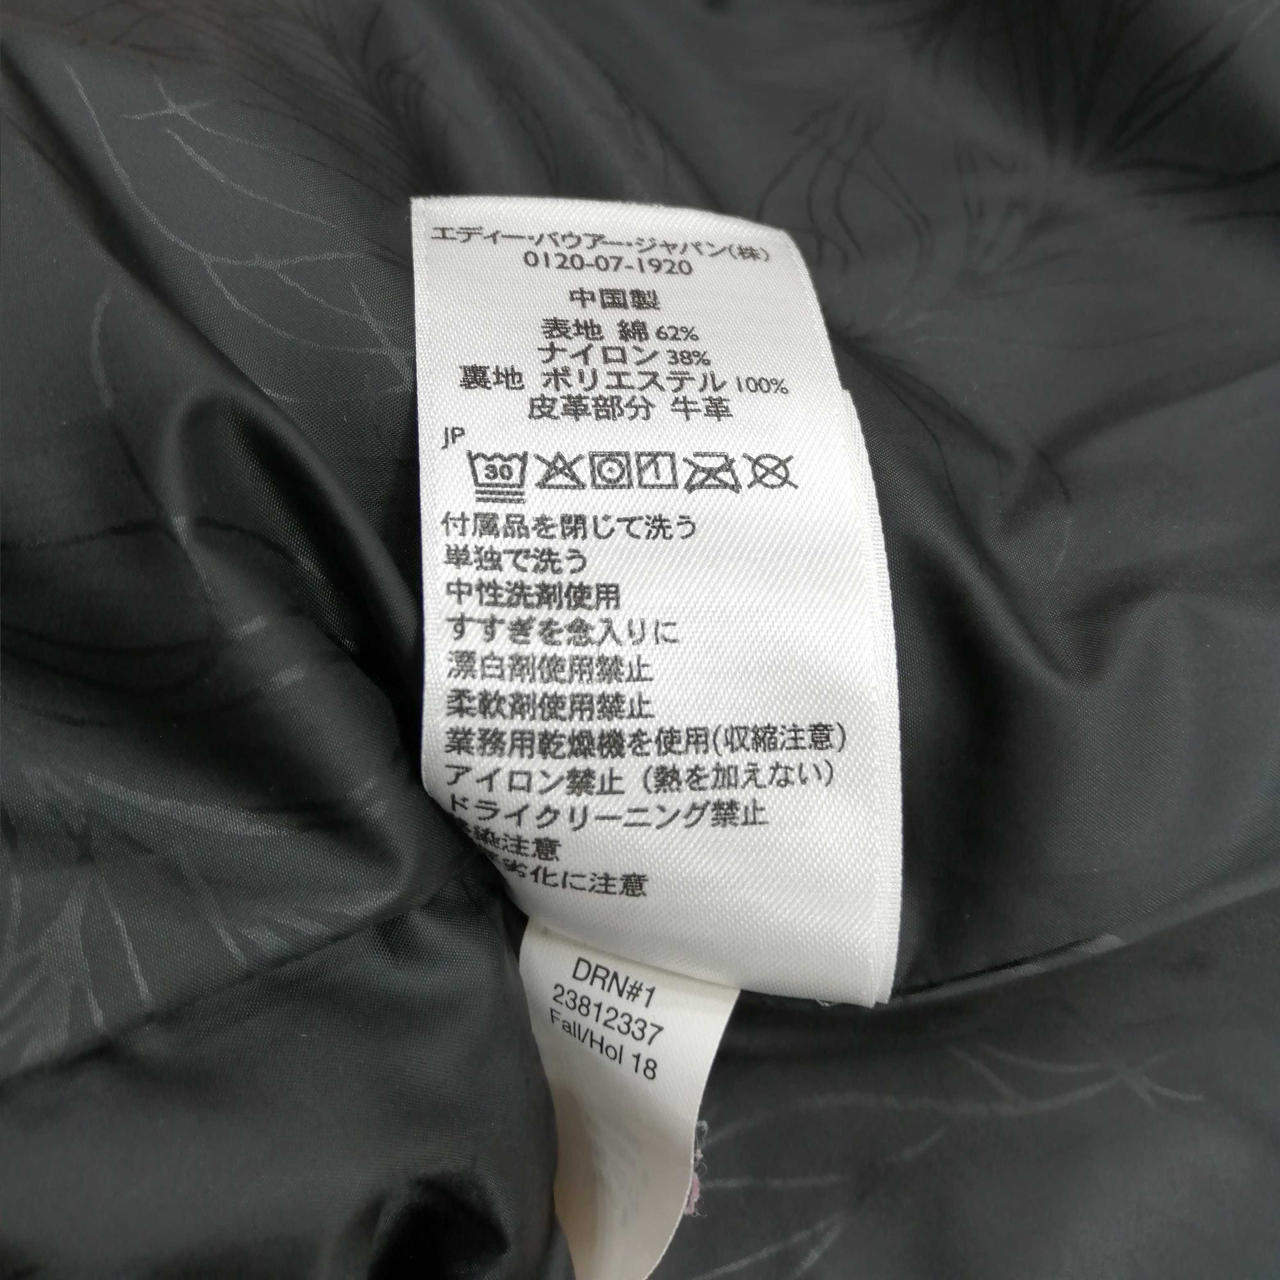 エディー・バウアー・ジャパン(株)
0120-07-1920
中国製
表地 綿 62%
ナイロン 38%
裏地 ポリエステル 100%
皮革部分 牛革
JP
30
付属品を閉じて洗う
単独で洗う
中性洗剤使用
すすぎを念入りに
漂白剤使用禁止
柔軟剤使用禁止
業務用乾燥機を使用(収縮注意)
アイロン禁止（熱を加えない）
ドライクリーニング禁止
染注意
劣化に注意
DRN#1
23812337
Fall/Hol 18